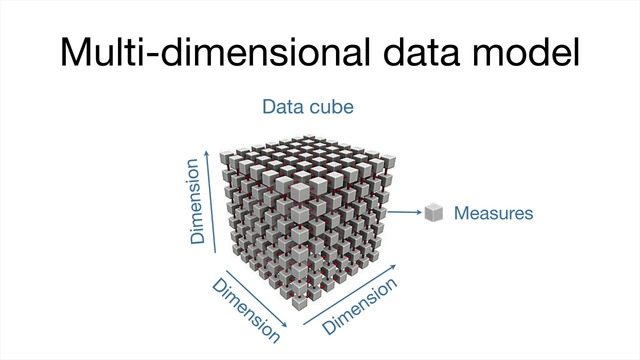 Multi-dimensional data model
Data cube
Dimension
Measures
Dimension
Dimension